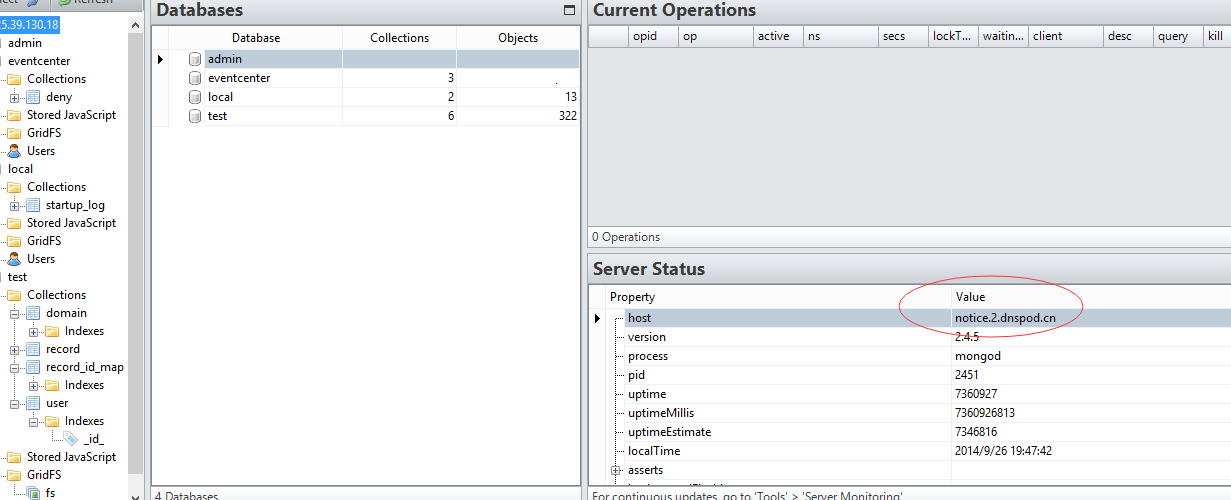 Refresh
5.39.130.18
admin
eventcenter
Collections
deny
Stored JavaScript
GridFS
Users
local
Collections
startup_log
Stored JavaScript
GridFS
Users
test
Collections
domain
Indexes
record
record_id_map
Indexes
user
Indexes
_id_
Stored JavaScript
GridFS
fs
Databases
Database Collections Objects
admin
eventcenter 3
local 2 13
test 6 322
4 Databases
Current Operations
opid op active ns secs lockT... waitin... client desc query kill
0 Operations
Server Status
Property Value
host notice.2.dnspod.cn
version 2.4.5
process mongod
pid 2451
uptime 7360927
uptimeMillis 7360926813
uptimeEstimate 7346816
localTime 2014/9/26 19:47:42
asserts
For continuous updates, go to 'Tools' > 'Server Monitoring'